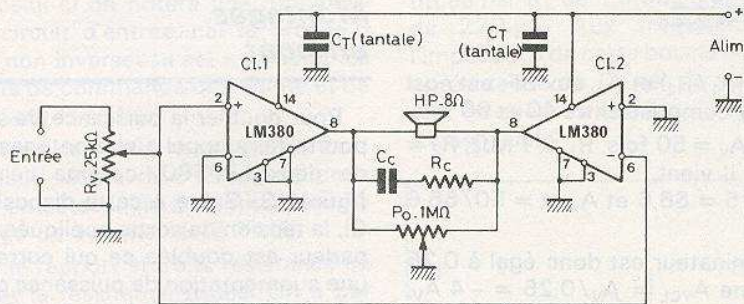 CT (tantale)
CT
(tantale)
+
Alim
-
CI.1
CI.2
HP.8Ω
2
+
14
8
LM380
6
-
7
3
8
14
2
+
LM380
-
6
7
3
Entrée
Rv.25kΩ
Cc
Rc
Po.1MΩ